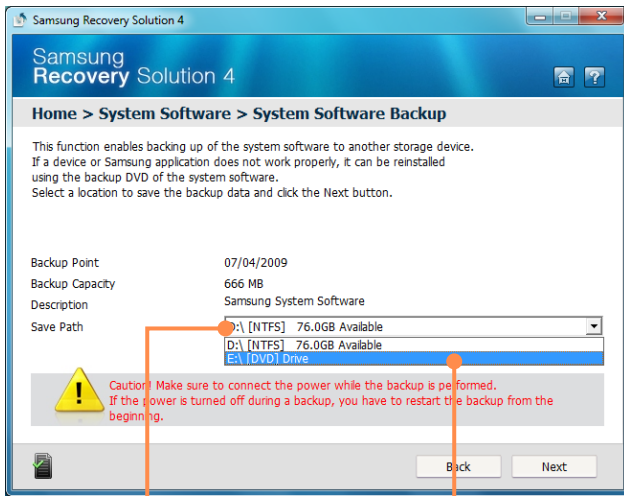 Samsung Recovery Solution 4
Samsung
Recovery Solution 4
Home > System Software > System Software Backup
This function enables backing up of the system software to another storage device.
If a device or Samsung application does not work properly, it can be reinstalled
using the backup DVD of the system software.
Select a location to save the backup data and click the Next button.
Backup Point 07/04/2009
Backup Capacity 666 MB
Description Samsung System Software
Save Path D:\ [NTFS] 76.0GB Available
D:\ [NTFS] 76.0GB Available
E:\ [DVD] Drive
Caution! Make sure to connect the power while the backup is performed.
If the power is turned off during a backup, you have to restart the backup from the
beginning.
Back Next